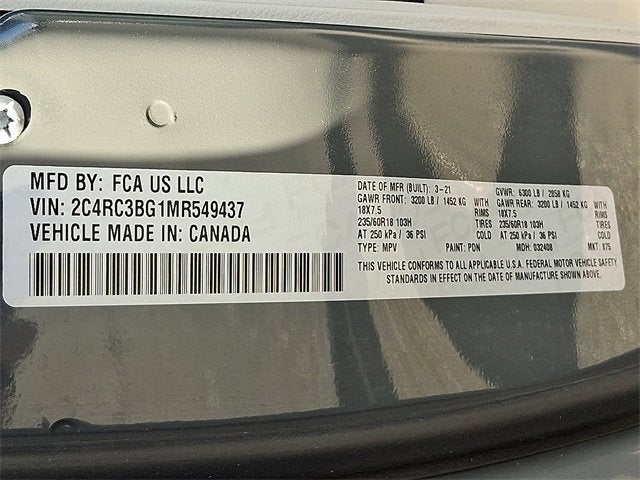 MFD BY: FCA US LLC
VIN: 2C4RC3BG1MR549437
VEHICLE MADE IN: CANADA
DATE OF MFR (BUILT): 3-21 GVWR: 6300 LB / 2858 KG
GAWR FRONT: 3200 LB / 1452 KG WITH GAWR REAR: 3200 LB / 1452 KG WITH
18X7.5 RIMS 18X7.5 RIMS
235/60R18 103H TIRES 235/60R18 103H TIRES
AT 250 kPa / 36 PSI COLD AT 250 kPa / 36 PSI COLD
TYPE: MPV PAINT: PDN MDH: 032408 MKT: 875
THIS VEHICLE CONFORMS TO ALL APPLICABLE U.S.A. FEDERAL MOTOR VEHICLE SAFETY
STANDARDS IN EFFECT ON THE DATE OF MANUFACTURE SHOWN ABOVE.